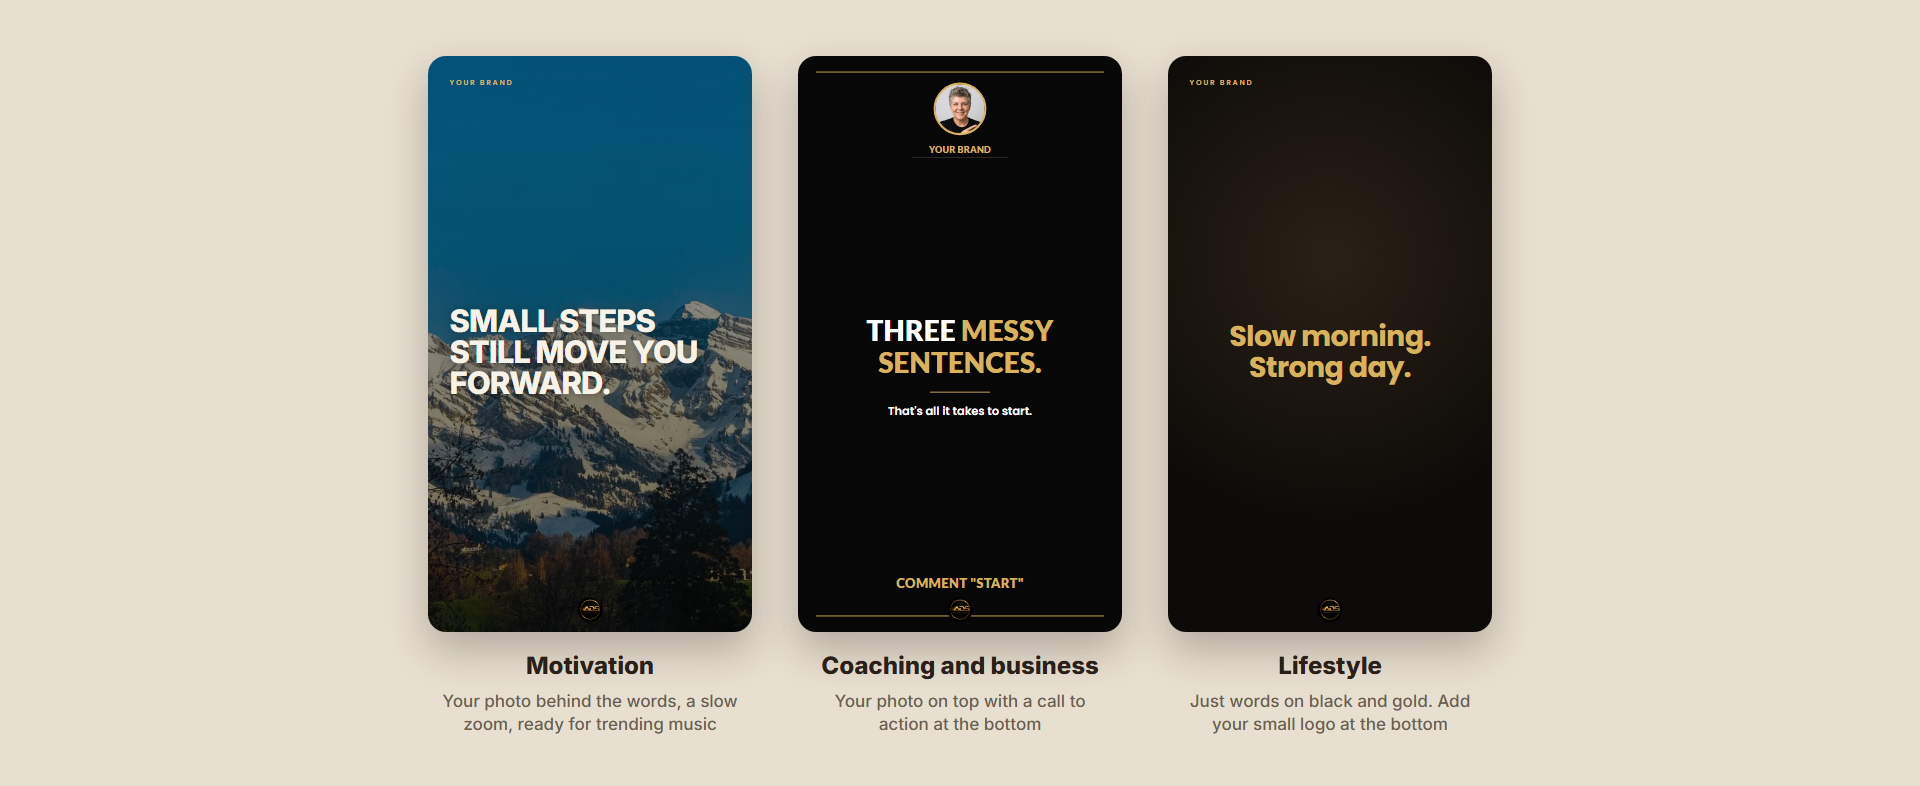 YOUR BRAND
SMALL STEPS
STILL MOVE YOU
FORWARD.
ADS
Motivation
Your photo behind the words, a slow
zoom, ready for trending music
YOUR BRAND
THREE MESSY
SENTENCES.
That's all it takes to start.
COMMENT "START"
ADS
Coaching and business
Your photo on top with a call to
action at the bottom
YOUR BRAND
Slow morning.
Strong day.
ADS
Lifestyle
Just words on black and gold. Add
your small logo at the bottom